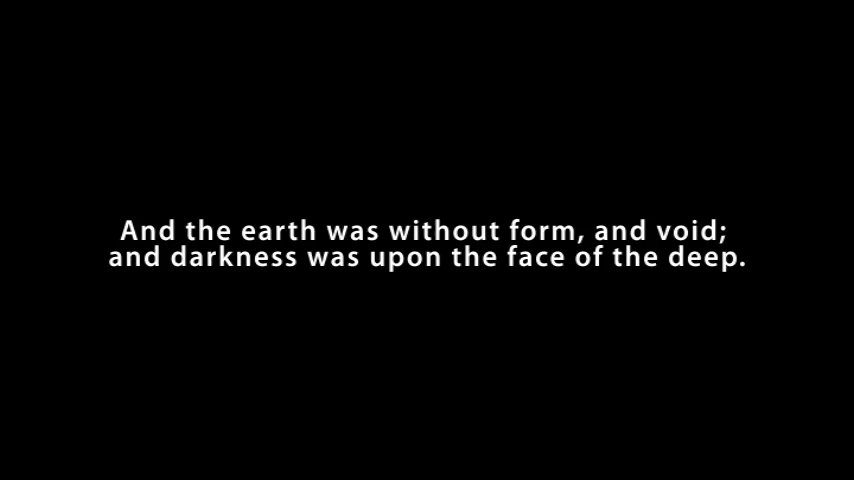 And the earth was without form, and void;
and darkness was upon the face of the deep.